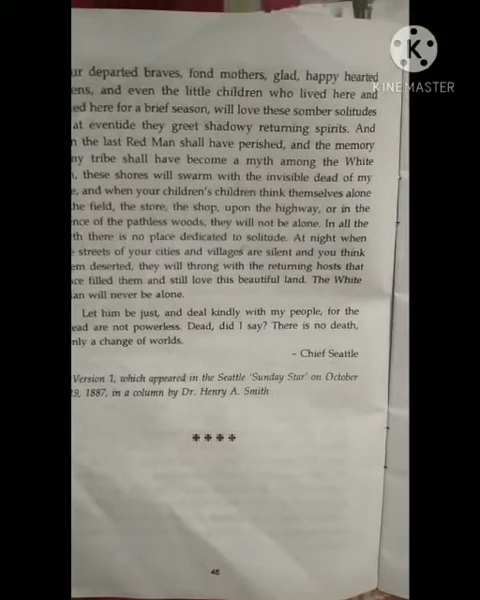 K
KINEMASTER
ur departed braves, fond mothers, glad, happy hearted
ens, and even the little children who lived here and
ed here for a brief season, will love these somber solitudes
at eventide they greet shadowy returning spirits. And
n the last Red Man shall have perished, and the memory
ny tribe shall have become a myth among the White
, these shores will swarm with the invisible dead of my
e, and when your children's children think themselves alone
he field, the store, the shop, upon the highway, or in the
nce of the pathless woods, they will not be alone. In all the
th there is no place dedicated to solitude. At night when
e streets of your cities and villages are silent and you think
em deserted, they will throng with the returning hosts that
ce filled them and still love this beautiful land. The White
an will never be alone.
Let him be just, and deal kindly with my people, for the
ead are not powerless. Dead, did I say? There is no death,
nly a change of worlds.
– Chief Seattle
Version 1, which appeared in the Seattle 'Sunday Star' on October
29, 1887, in a column by Dr. Henry A. Smith
46